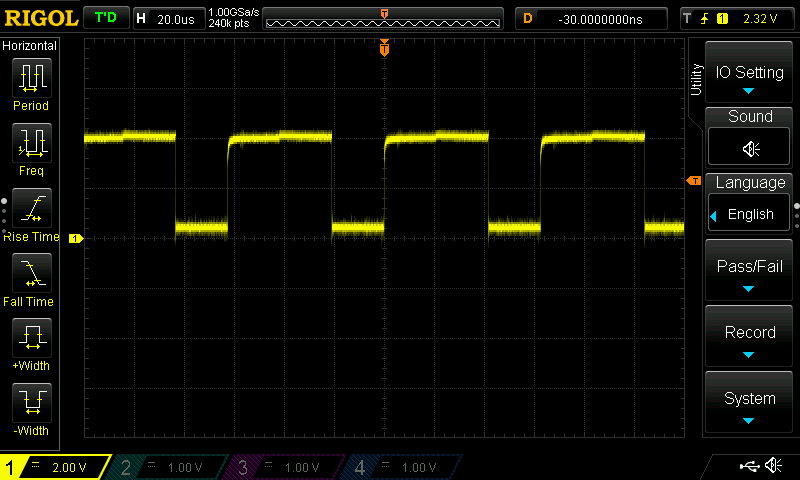 RIGOL T'D H 20.0us 1.00GSa/s
240k pts T D -30.0000000ns T 1 2.32 V
Horizontal
Period
Freq
Rise Time
Fall Time
+Width
-Width
T
T
1
Utility
IO Setting
Sound
Language
English
Pass/Fail
Record
System
1 2.00 V 2 1.00 V 3 1.00 V 4 1.00 V